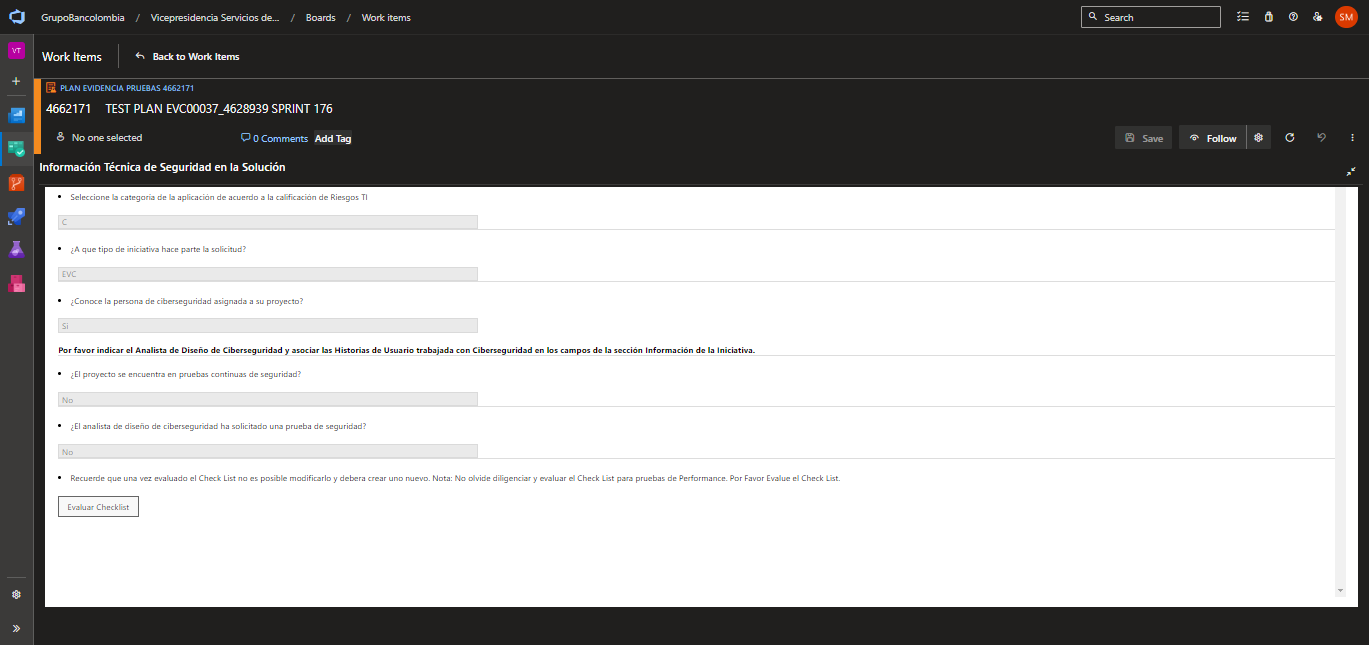 GrupoBancolombia / Vicepresidencia Servicios de... / Boards / Work items
Search
SM
VT
Work Items
Back to Work Items
PLAN EVIDENCIA PRUEBAS 4662171
4662171 TEST PLAN EVC00037_4628939 SPRINT 176
No one selected
0 Comments
Add Tag
Save
Follow
Información Técnica de Seguridad en la Solución
• Seleccione la categoría de la aplicación de acuerdo a la calificación de Riesgos TI
C
• ¿A que tipo de iniciativa hace parte la solicitud?
EVC
• ¿Conoce la persona de ciberseguridad asignada a su proyecto?
Si
Por favor indicar el Analista de Diseño de Ciberseguridad y asociar las Historias de Usuario trabajada con Ciberseguridad en los campos de la sección Información de la Iniciativa.
• ¿El proyecto se encuentra en pruebas continuas de seguridad?
No
• ¿El analista de diseño de ciberseguridad ha solicitado una prueba de seguridad?
No
• Recuerde que una vez evaluado el Check List no es posible modificarlo y debera crear uno nuevo. Nota: No olvide diligenciar y evaluar el Check List para pruebas de Performance. Por Favor Evalue el Check List.
Evaluar Checklist